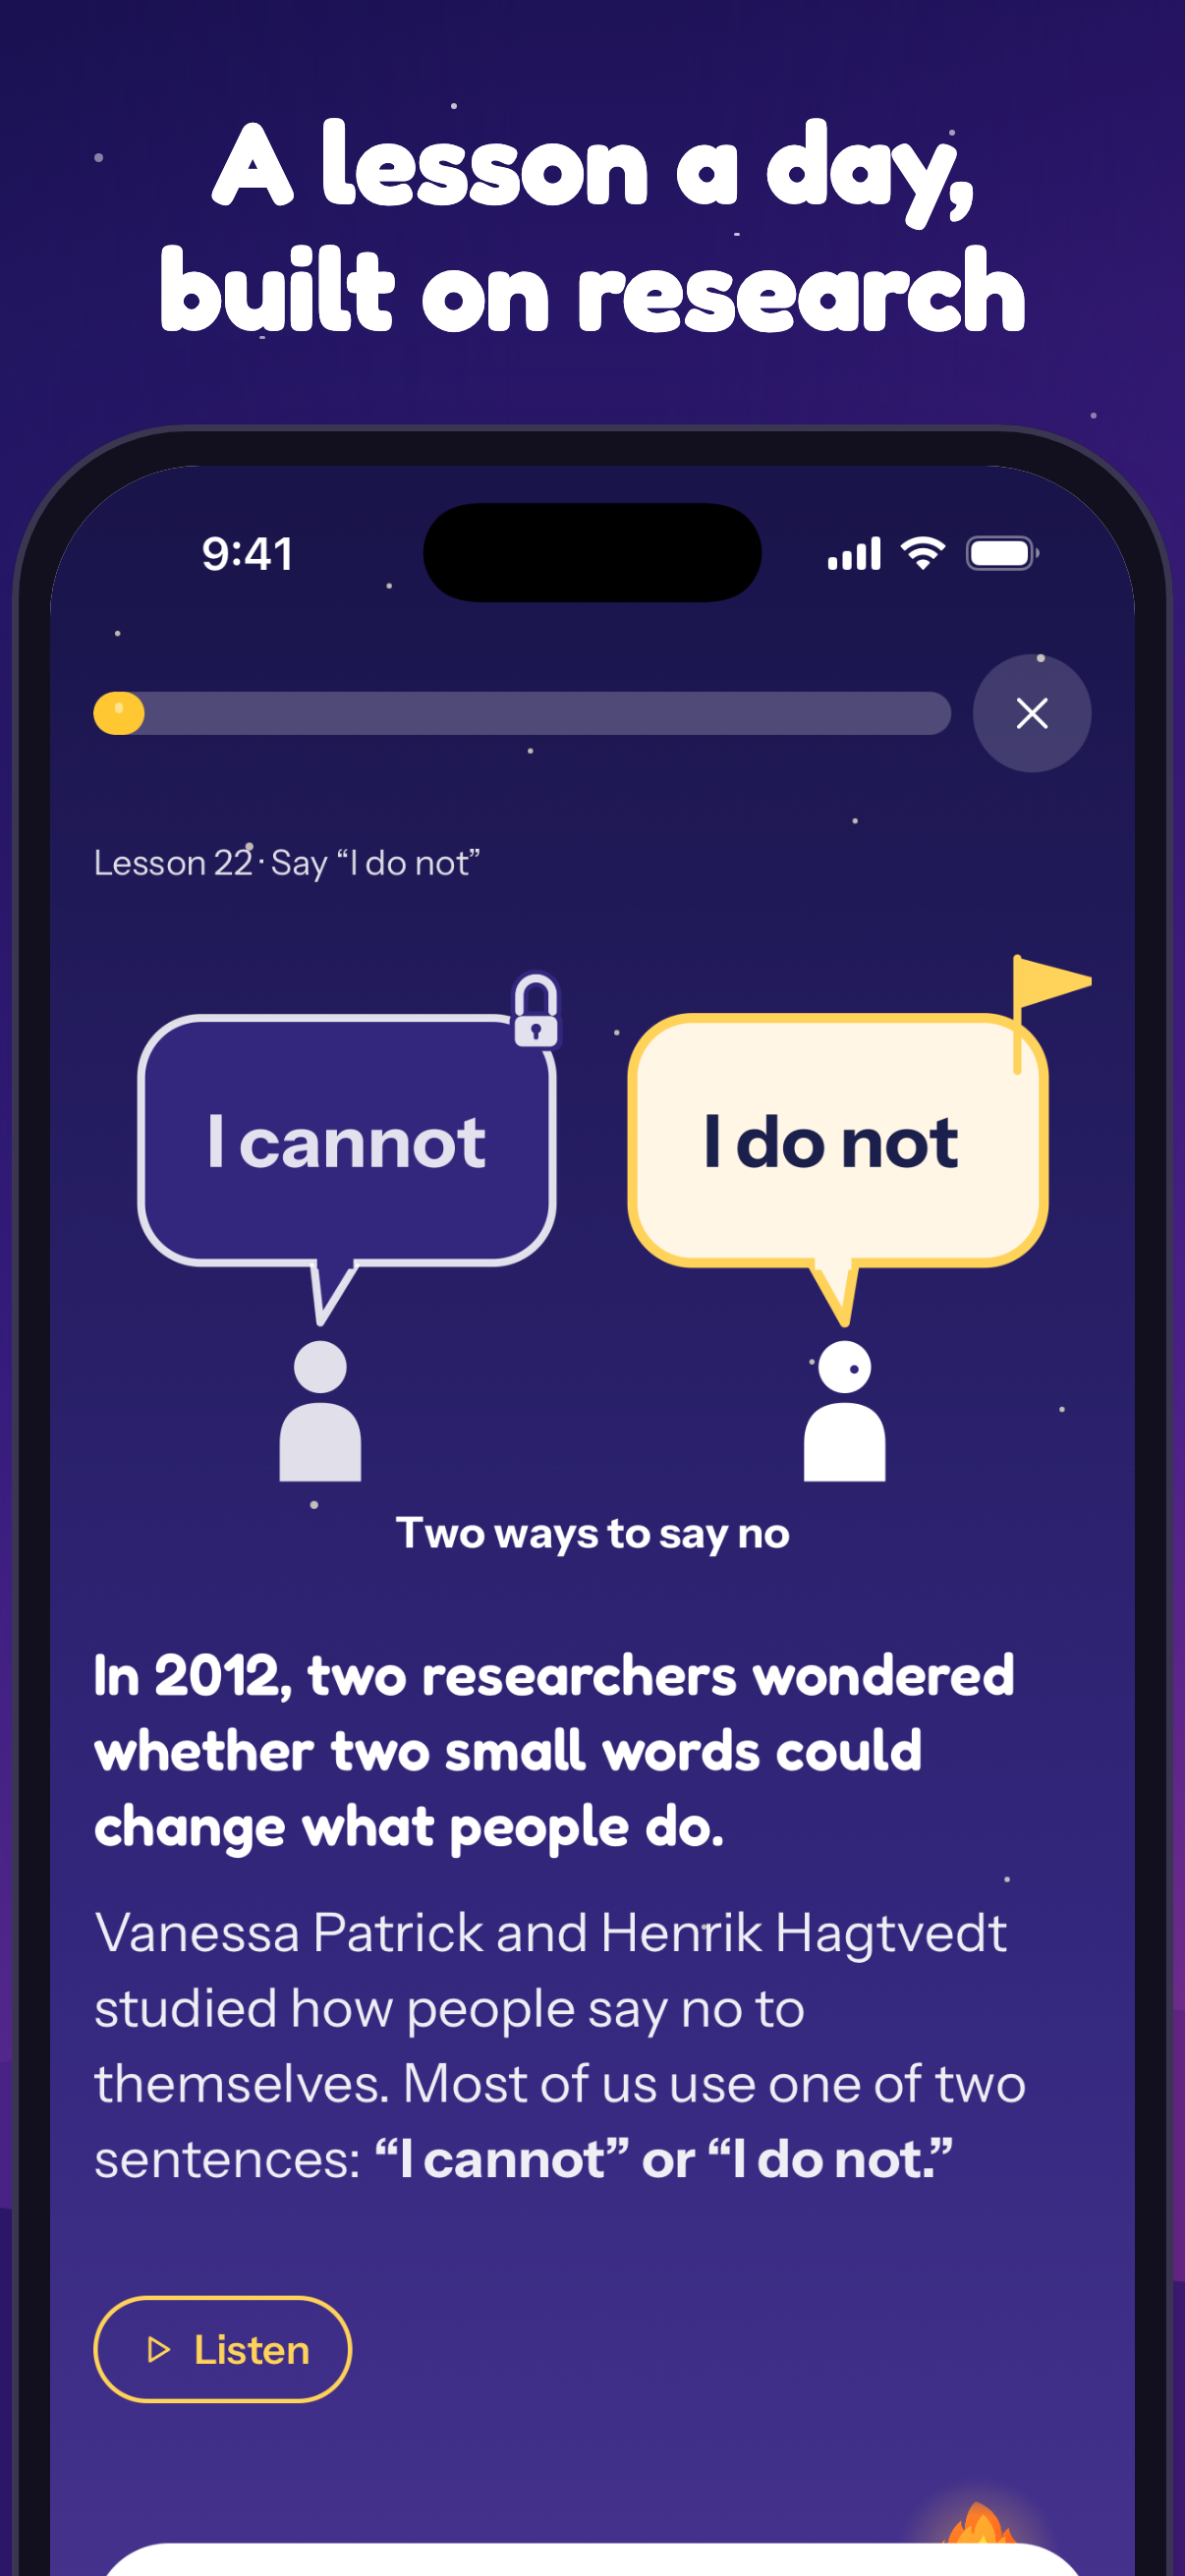 A lesson a day,
built on research
9:41
Lesson 22 · Say “I do not”
I cannot
I do not
Two ways to say no
In 2012, two researchers wondered
whether two small words could
change what people do.
Vanessa Patrick and Henrik Hagtvedt
studied how people say no to
themselves. Most of us use one of two
sentences: “I cannot” or “I do not.”
Listen